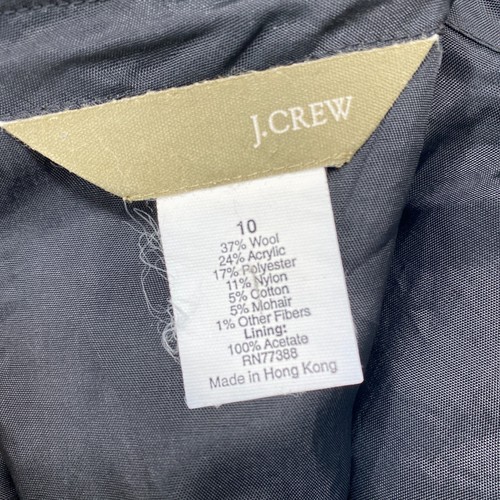 J.CREW
10
37% Wool
24% Acrylic
17% Polyester
11% Nylon
5% Cotton
5% Mohair
1% Other Fibers
Lining:
100% Acetate
RN77388
Made in Hong Kong